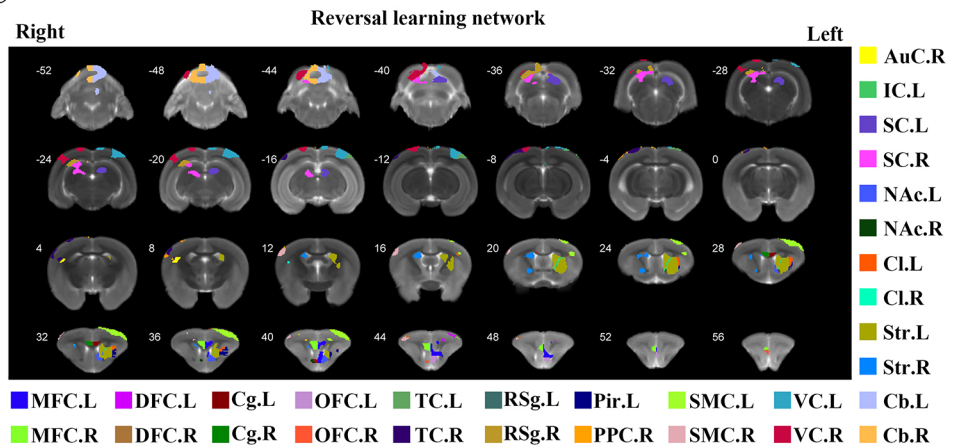 Reversal learning network
Right
Left
-52 -48 -44 -40 -36 -32 -28
-24 -20 -16 -12 -8 -4 0
4 8 12 16 20 24 28
32 36 40 44 48 52 56
AuC.R
IC.L
SC.L
SC.R
NAc.L
NAc.R
Cl.L
Cl.R
Str.L
Str.R
MFC.L DFC.L Cg.L OFC.L TC.L RSg.L Pir.L SMC.L VC.L Cb.L
MFC.R DFC.R Cg.R OFC.R TC.R RSg.R PPC.R SMC.R VC.R Cb.R